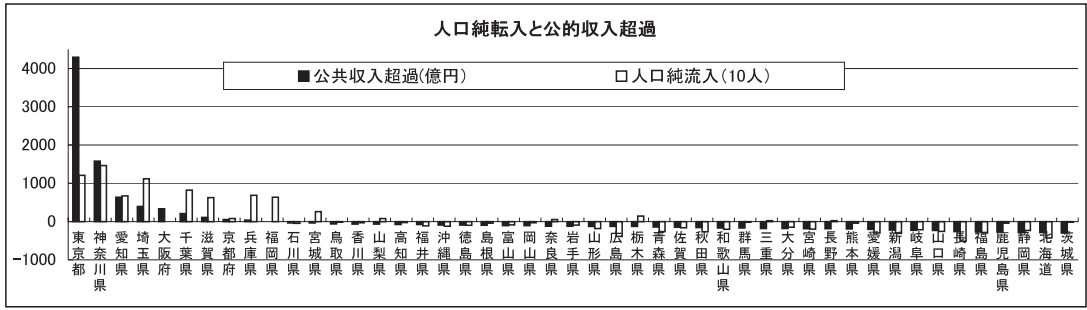 人口純転入と公的収入超過
■公共収入超過(億円)
□人口純流入(10人)
4000
3000
2000
1000
0
-1000
東京都
神奈川県
愛知県
埼玉県
大阪府
千葉県
滋賀県
京都府
兵庫県
福岡県
石川県
宮城県
鳥取県
香川県
山梨県
高知県
福井県
沖縄県
徳島県
島根県
富山県
岡山県
奈良県
岩手県
山形県
広島県
栃木県
青森県
佐賀県
秋田県
和歌山県
群馬県
三重県
大分県
宮崎県
長野県
熊本県
愛媛県
新潟県
岐阜県
山口県
長崎県
福島県
鹿児島県
静岡県
北海道
茨城県